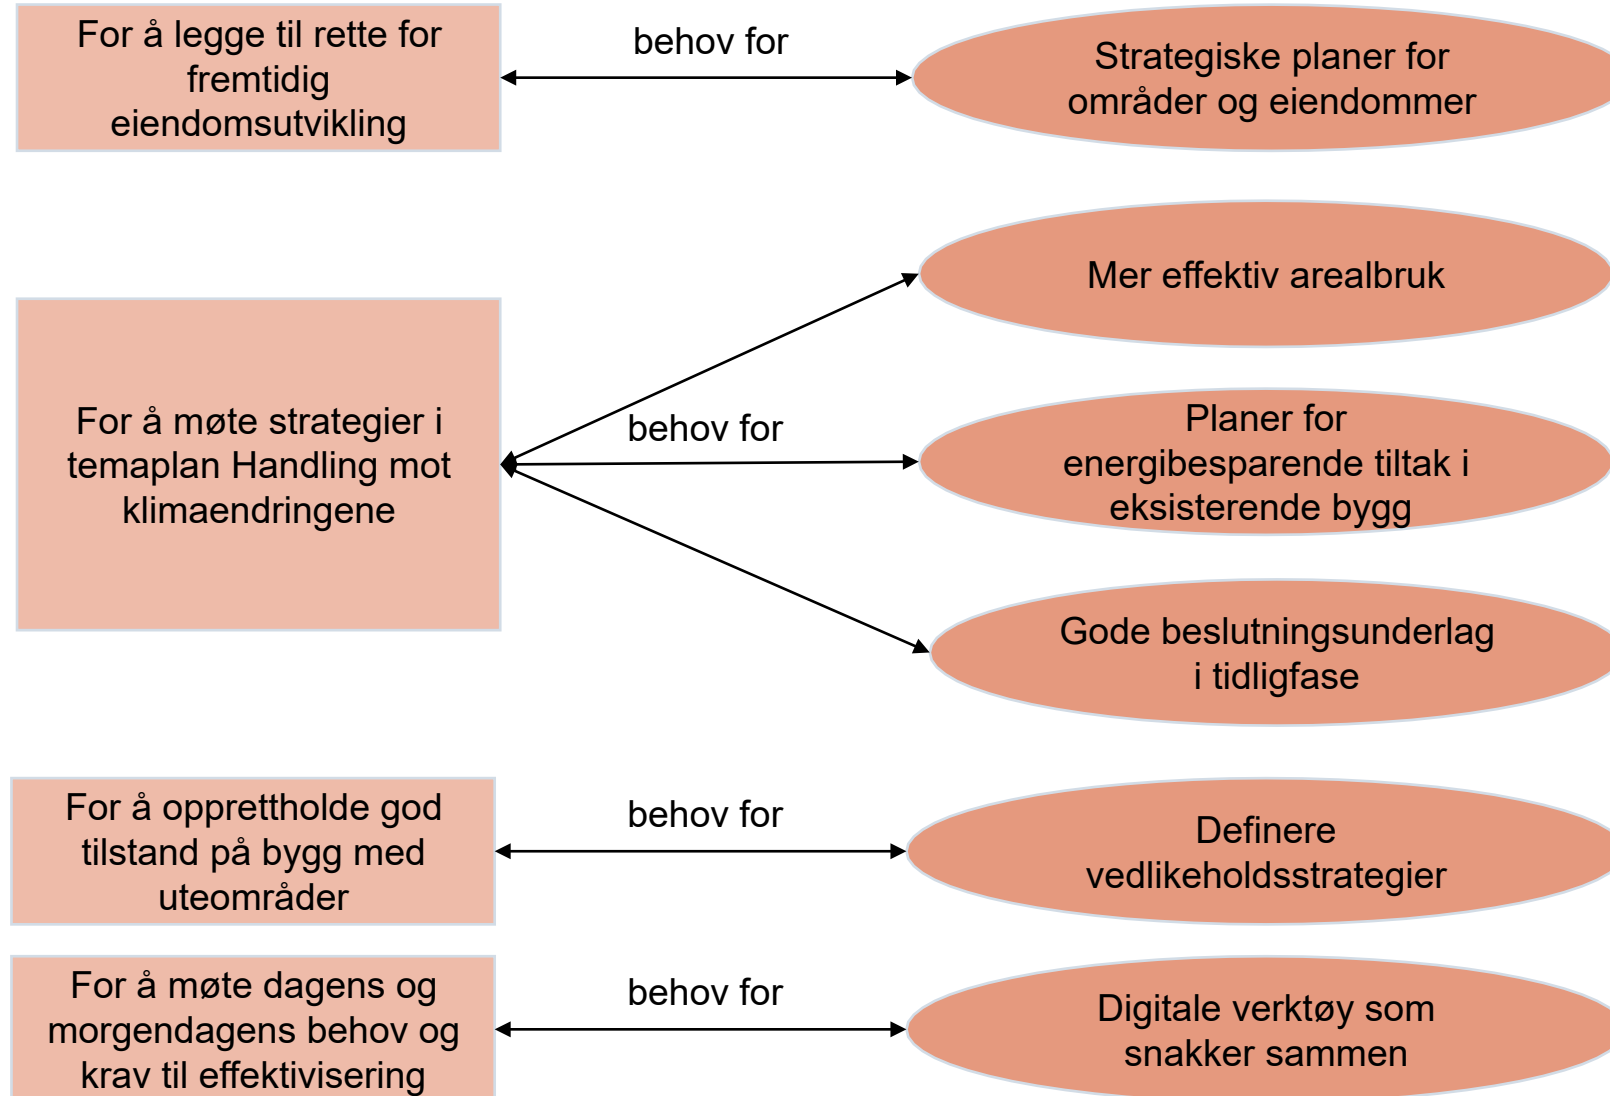 For å legge til rette for
fremtidig
eiendomsutvikling
behov for
Strategiske planer for
områder og eiendommer
Mer effektiv arealbruk
For å møte strategier i
temaplan Handling mot
klimaendringene
behov for
Planer for
energibesparende tiltak i
eksisterende bygg
Gode beslutningsunderlag
i tidligfase
For å opprettholde god
tilstand på bygg med
uteområder
behov for
Definere
vedlikeholdsstrategier
For å møte dagens og
morgendagens behov og
krav til effektivisering
behov for
Digitale verktøy som
snakker sammen